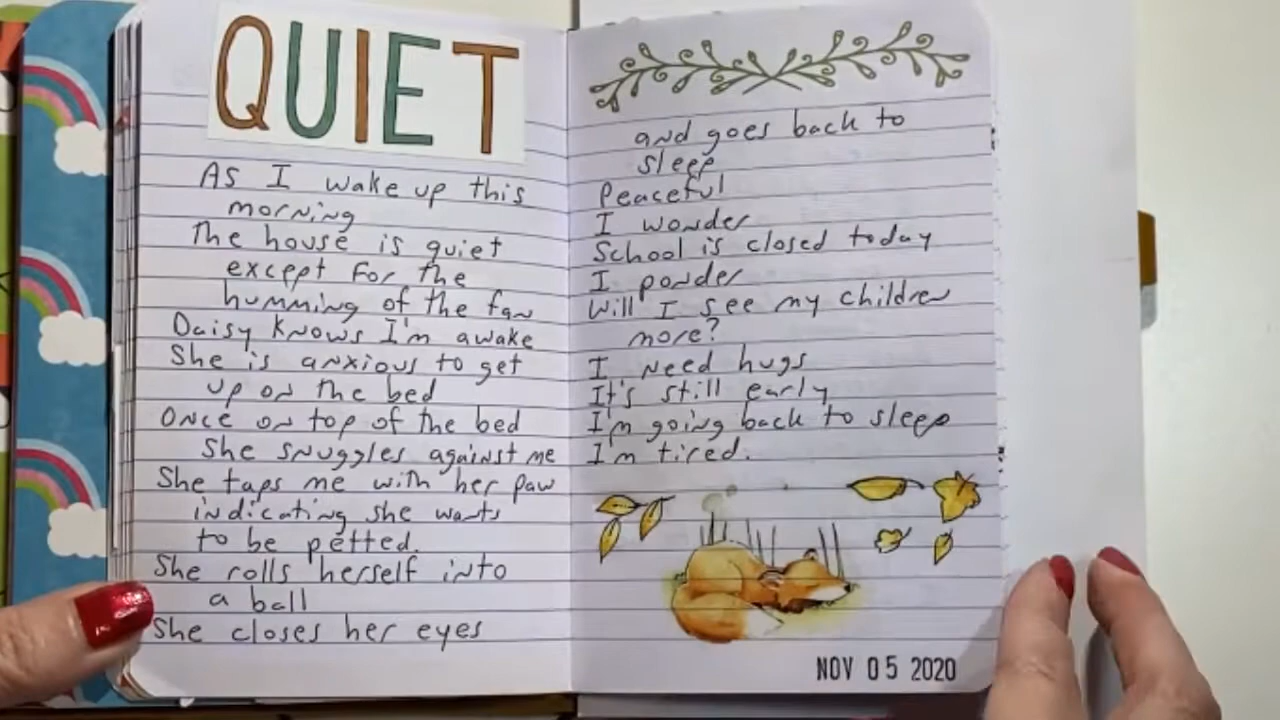 QUIET
As I wake up this
morning
The house is quiet
except for the
humming of the fan
Daisy knows I'm awake
She is anxious to get
up on the bed
Once on top of the bed
She snuggles against me
She taps me with her paw
indicating she wants
to be petted.
She rolls herself into
a ball
She closes her eyes
and goes back to
sleep
Peaceful
I wonder
School is closed today
I ponder
Will I see my children
more?
I need hugs
It's still early
I'm going back to sleep
I'm tired.
NOV 05 2020